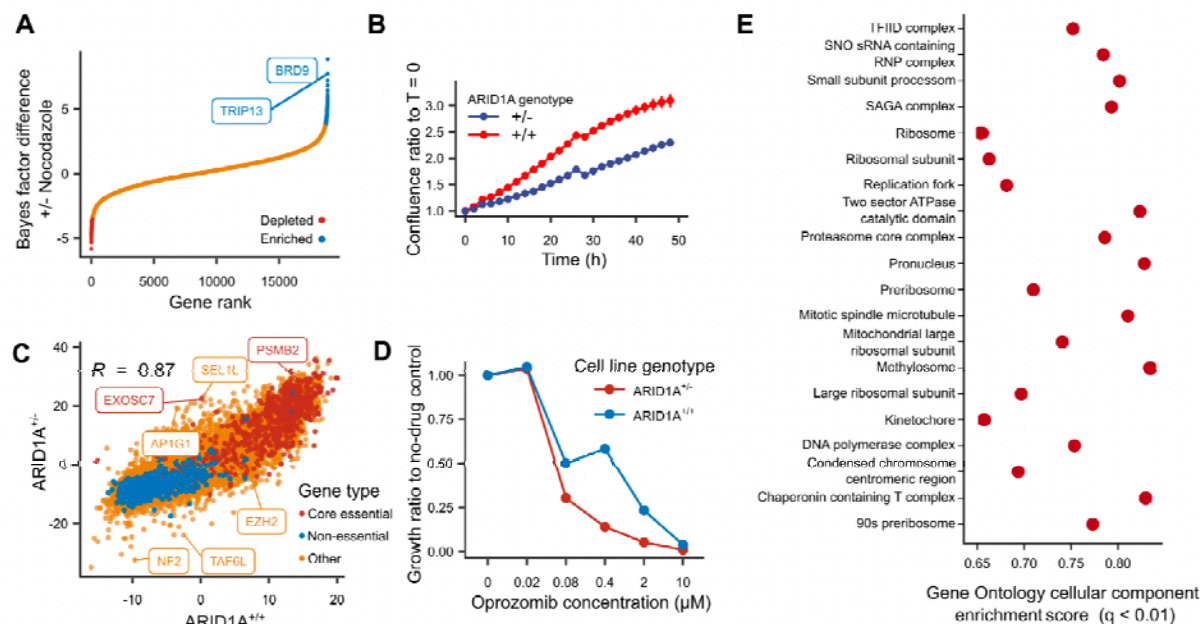 A
Bayes factor difference
+/- Nocodazole
5
0
-5
BRD9
TRIP13
Depleted
Enriched
0
5000
10000
15000
Gene rank
B
Confluence ratio to T = 0
3.0
2.5
2.0
1.5
1.0
ARID1A genotype
+/-
+/+
0
10
20
30
40
50
Time (h)
C
ARID1A+/-
40
20
0
-20
R = 0.87
SEL1L
PSMB2
EXOSC7
AP1G1
EZH2
NF2
TAF6L
Gene type
Core essential
Non-essential
Other
-10
0
10
20
ARID1A+/+
D
Growth ratio to no-drug control
1.00
0.75
0.50
0.25
0.00
Cell line genotype
ARID1A+/-
ARID1A+/+
0
0.02
0.08
0.4
2
10
Oprozomib concentration (µM)
E
TFIID complex
SNO sRNA containing
RNP complex
Small subunit processom
SAGA complex
Ribosome
Ribosomal subunit
Replication fork
Two sector ATPase
catalytic domain
Proteasome core complex
Pronucleus
Preribosome
Mitotic spindle microtubule
Mitochondrial large
ribosomal subunit
Methylosome
Large ribosomal subunit
Kinetochore
DNA polymerase complex
Condensed chromosome
centromeric region
Chaperonin containing T complex
90s preribosome
0.65
0.70
0.75
0.80
Gene Ontology cellular component
enrichment score (q < 0.01)